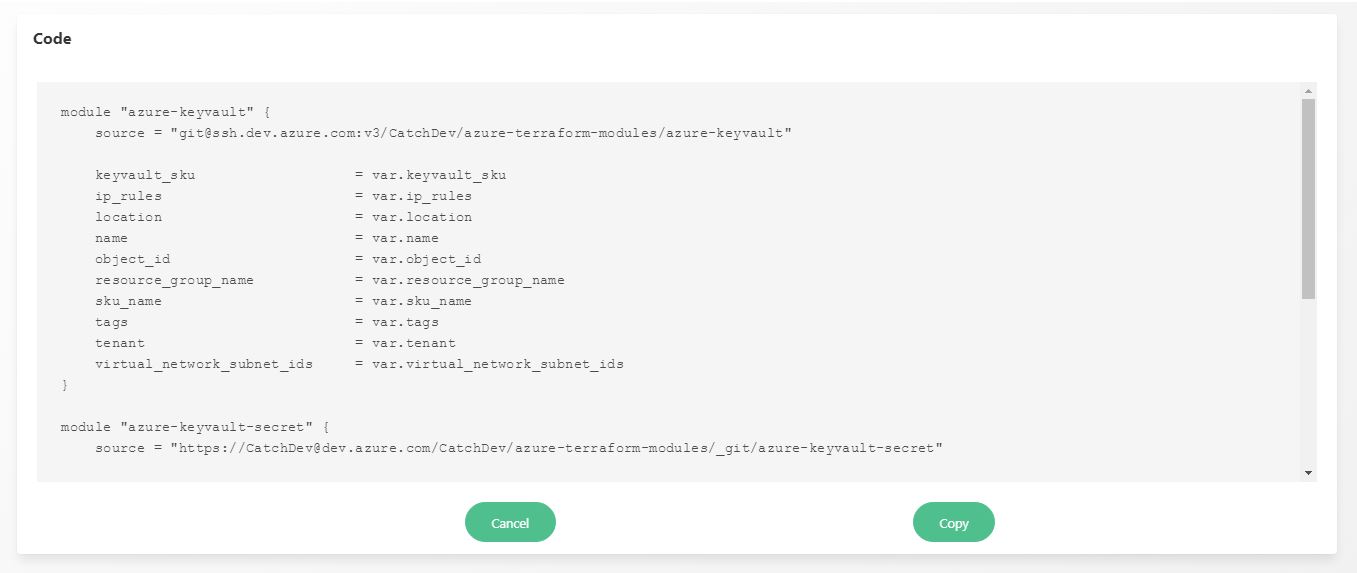 Code
module "azure-keyvault" {
source = "git@ssh.dev.azure.com:v3/CatchDev/azure-terraform-modules/azure-keyvault"
keyvault_sku = var.keyvault_sku
ip_rules = var.ip_rules
location = var.location
name = var.name
object_id = var.object_id
resource_group_name = var.resource_group_name
sku_name = var.sku_name
tags = var.tags
tenant = var.tenant
virtual_network_subnet_ids = var.virtual_network_subnet_ids
}
module "azure-keyvault-secret" {
source = "https://CatchDev@dev.azure.com/CatchDev/azure-terraform-modules/_git/azure-keyvault-secret"
Cancel Copy